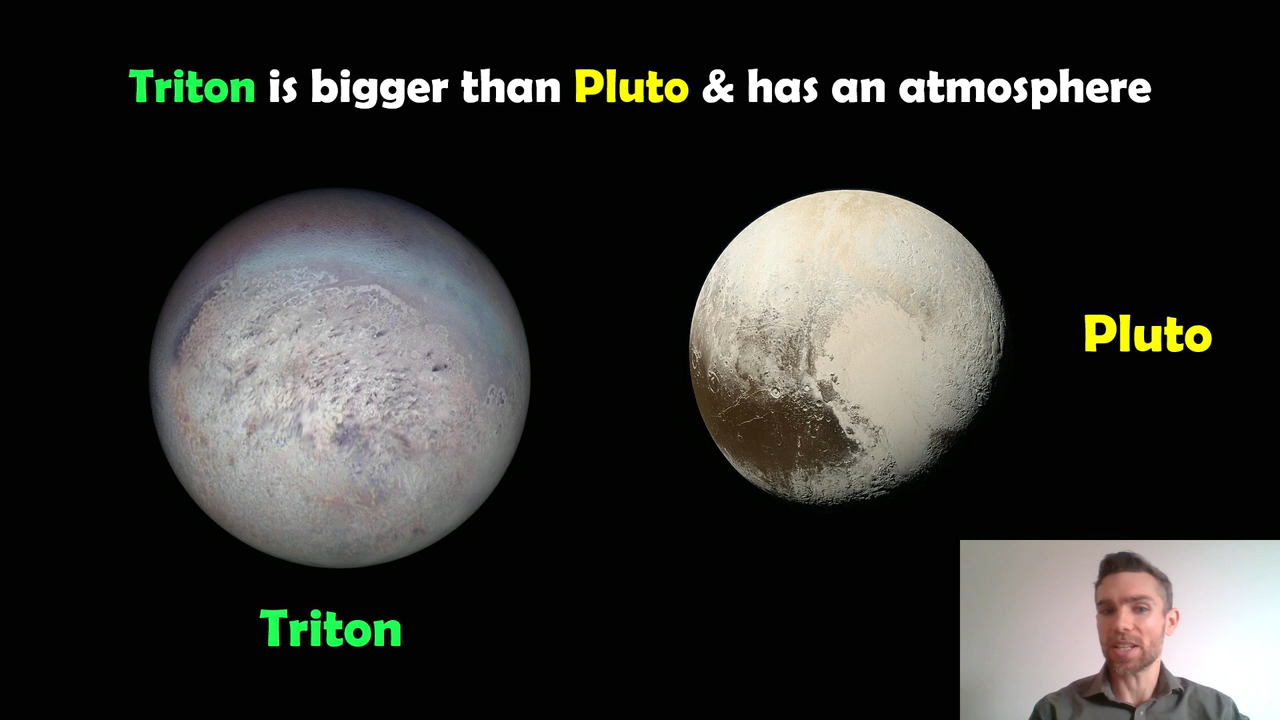 Triton is bigger than Pluto & has an atmosphere
Pluto
Triton